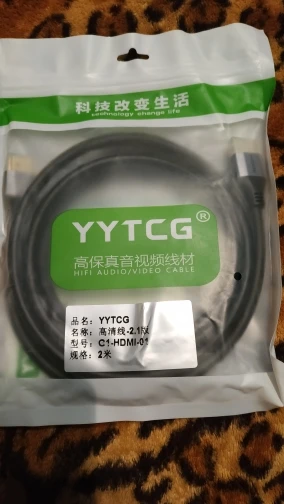 科技改变生活
technology change life
YYTCG®
高保真音视频线材
HIFI AUDIO/VIDEO CABLE
品名: YYTCG
名称: 高清线-2.1版
型号: C1-HDMI-01
规格: 2米